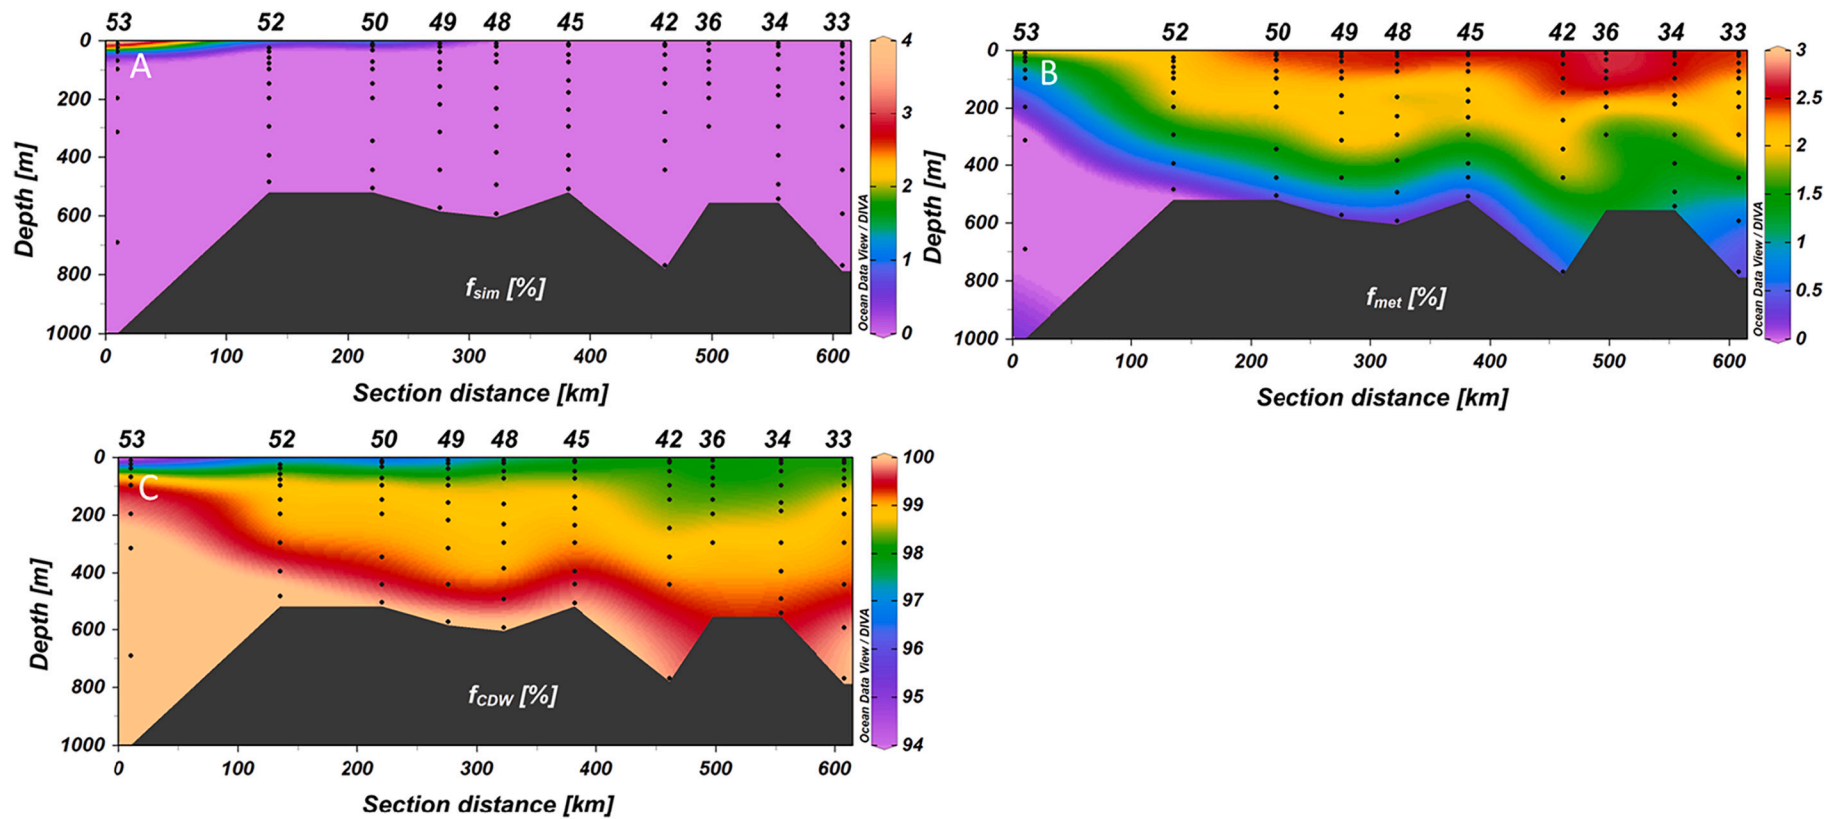 53 52 50 49 48 45 42 36 34 33
0 200 400 600 800 1000
Depth [m]
A
f_sim [%]
Ocean Data View / DIVA
4 3 2 1 0
0 100 200 300 400 500 600
Section distance [km]
53 52 50 49 48 45 42 36 34 33
0 200 400 600 800 1000
Depth [m]
B
f_met [%]
Ocean Data View / DIVA
3 2.5 2 1.5 1 0.5 0
0 100 200 300 400 500 600
Section distance [km]
53 52 50 49 48 45 42 36 34 33
0 200 400 600 800 1000
Depth [m]
C
f_CDW [%]
Ocean Data View / DIVA
100 99 98 97 96 95 94
0 100 200 300 400 500 600
Section distance [km]